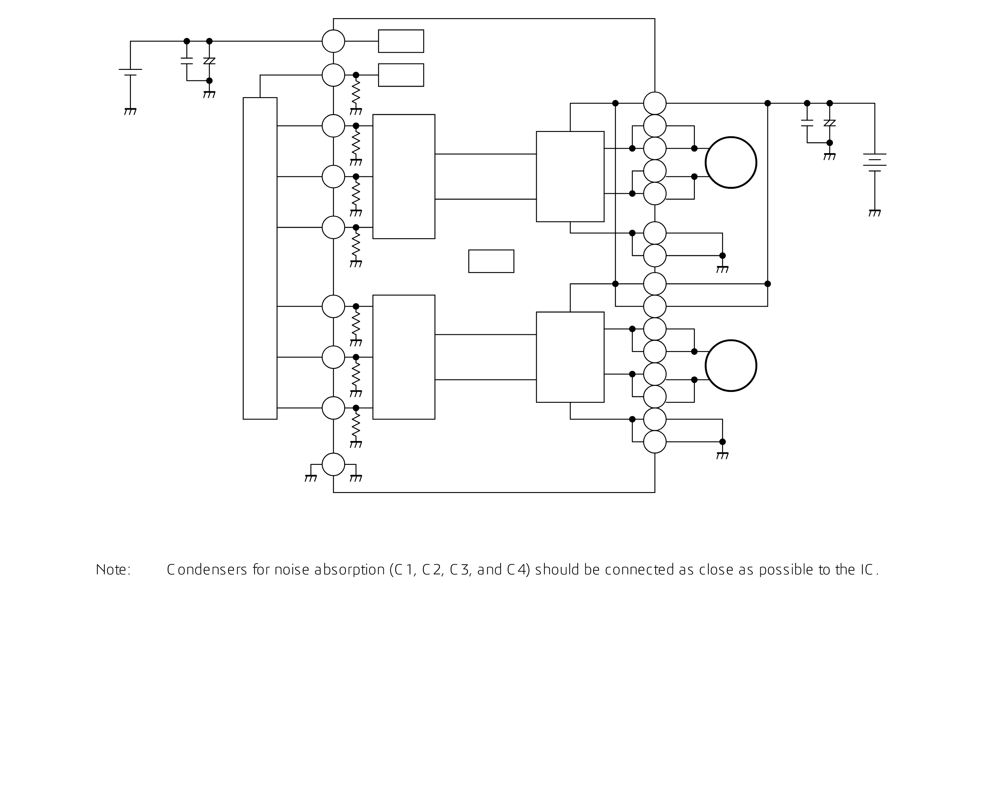 Note: Condensers for noise absorption (C1, C2, C3, and C4) should be connected as close as possible to the IC.